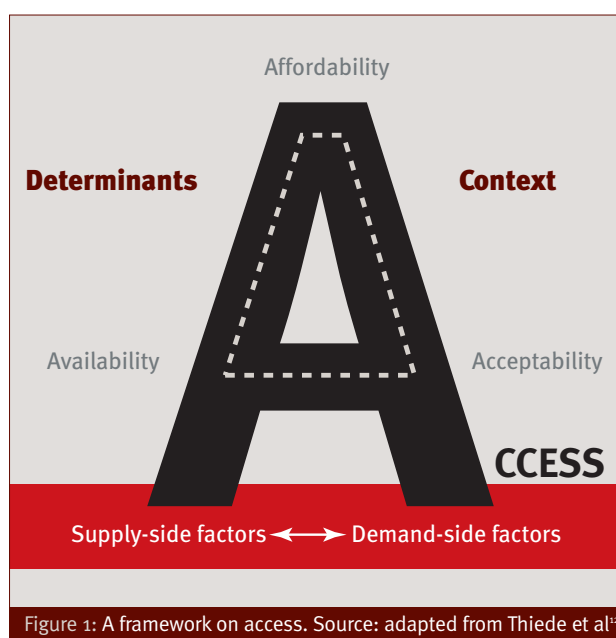 Affordability
Determinants Context
Availability Acceptability
A
CCESS
Supply-side factors Demand-side factors
Figure 1: A framework on access. Source: adapted from Thiede et al